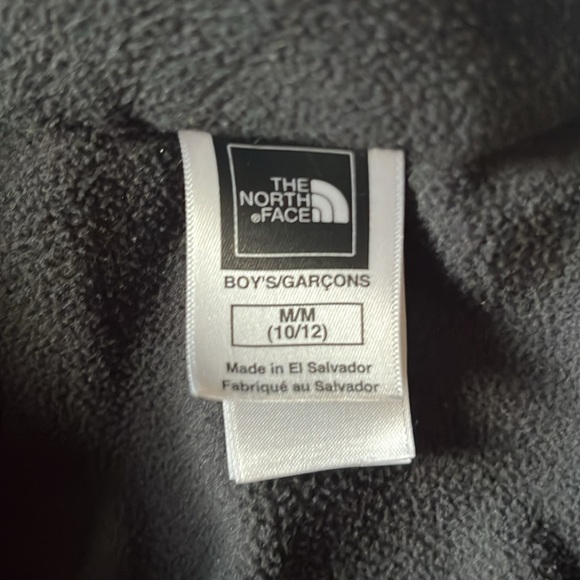 THE
NORTH
®FACE
BOY'S/GARÇONS
M/M
(10/12)
Made in El Salvador
Fabriqué au Salvador